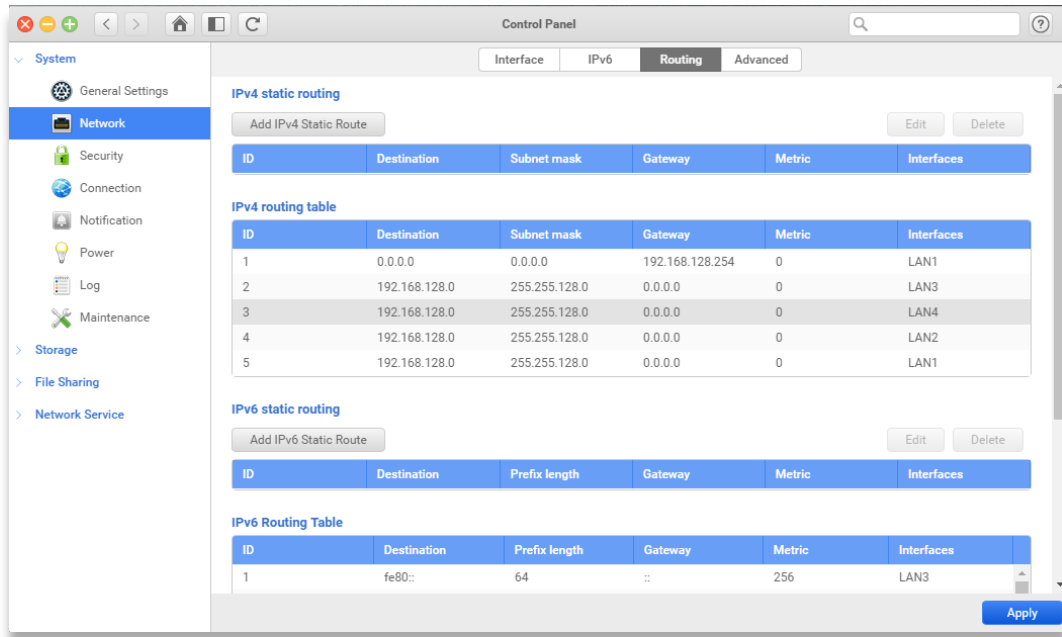 Control Panel
System
General Settings
Network
Security
Connection
Notification
Power
Log
Maintenance
Storage
File Sharing
Network Service
Interface IPv6 Routing Advanced
IPv4 static routing
Add IPv4 Static Route Edit Delete
ID Destination Subnet mask Gateway Metric Interfaces
IPv4 routing table
ID Destination Subnet mask Gateway Metric Interfaces
1 0.0.0.0 0.0.0.0 192.168.128.254 0 LAN1
2 192.168.128.0 255.255.128.0 0.0.0.0 0 LAN3
3 192.168.128.0 255.255.128.0 0.0.0.0 0 LAN4
4 192.168.128.0 255.255.128.0 0.0.0.0 0 LAN2
5 192.168.128.0 255.255.128.0 0.0.0.0 0 LAN1
IPv6 static routing
Add IPv6 Static Route Edit Delete
ID Destination Prefix length Gateway Metric Interfaces
IPv6 Routing Table
ID Destination Prefix length Gateway Metric Interfaces
1 fe80:: 64 :: 256 LAN3
Apply